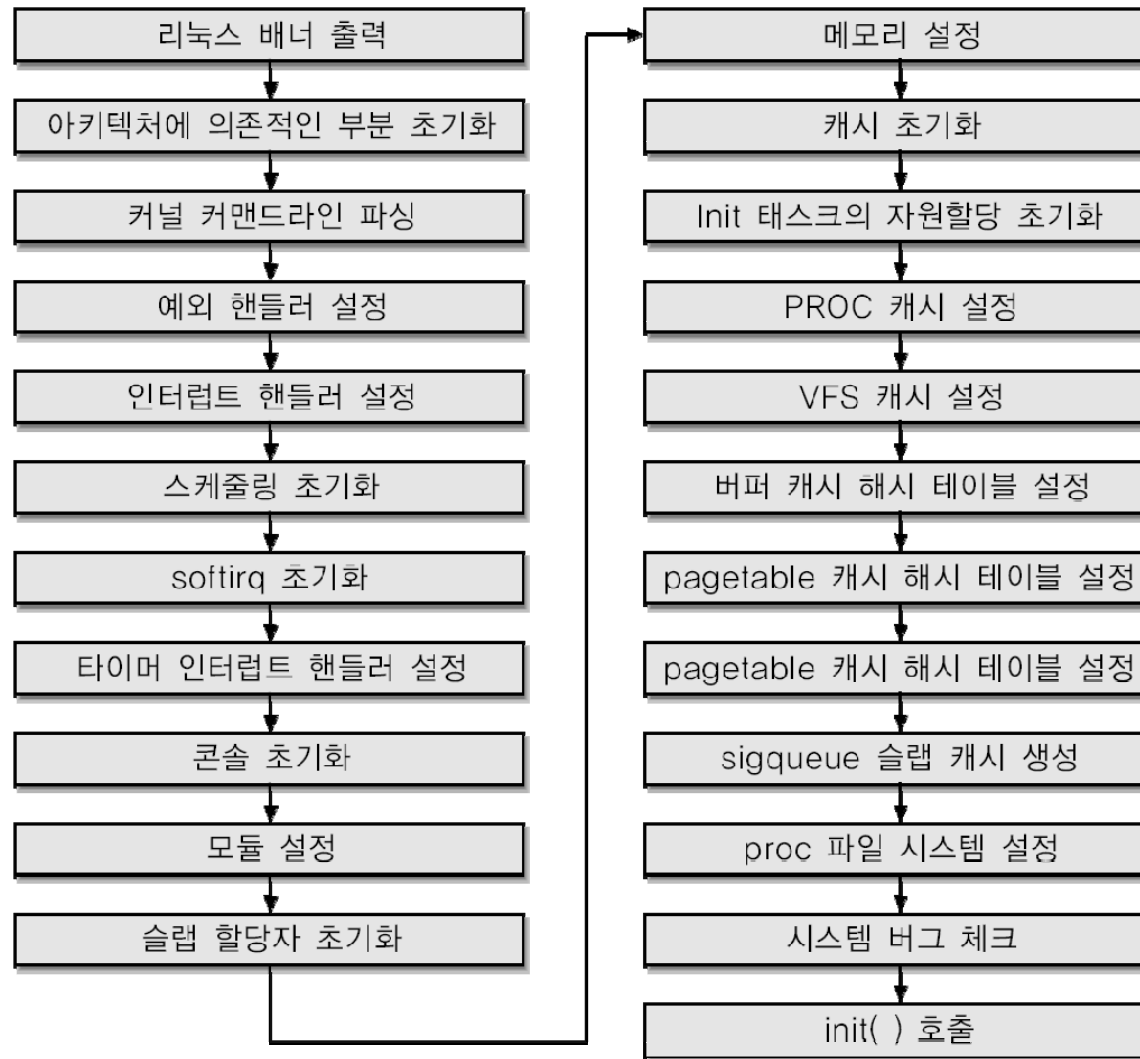 리눅스 배너 출력
아키텍처에 의존적인 부분 초기화
커널 커맨드라인 파싱
예외 핸들러 설정
인터럽트 핸들러 설정
스케줄링 초기화
softirq 초기화
타이머 인터럽트 핸들러 설정
콘솔 초기화
모듈 설정
슬랩 할당자 초기화
메모리 설정
캐시 초기화
Init 태스크의 자원할당 초기화
PROC 캐시 설정
VFS 캐시 설정
버퍼 캐시 해시 테이블 설정
pagetable 캐시 해시 테이블 설정
pagetable 캐시 해시 테이블 설정
sigqueue 슬랩 캐시 생성
proc 파일 시스템 설정
시스템 버그 체크
init( ) 호출